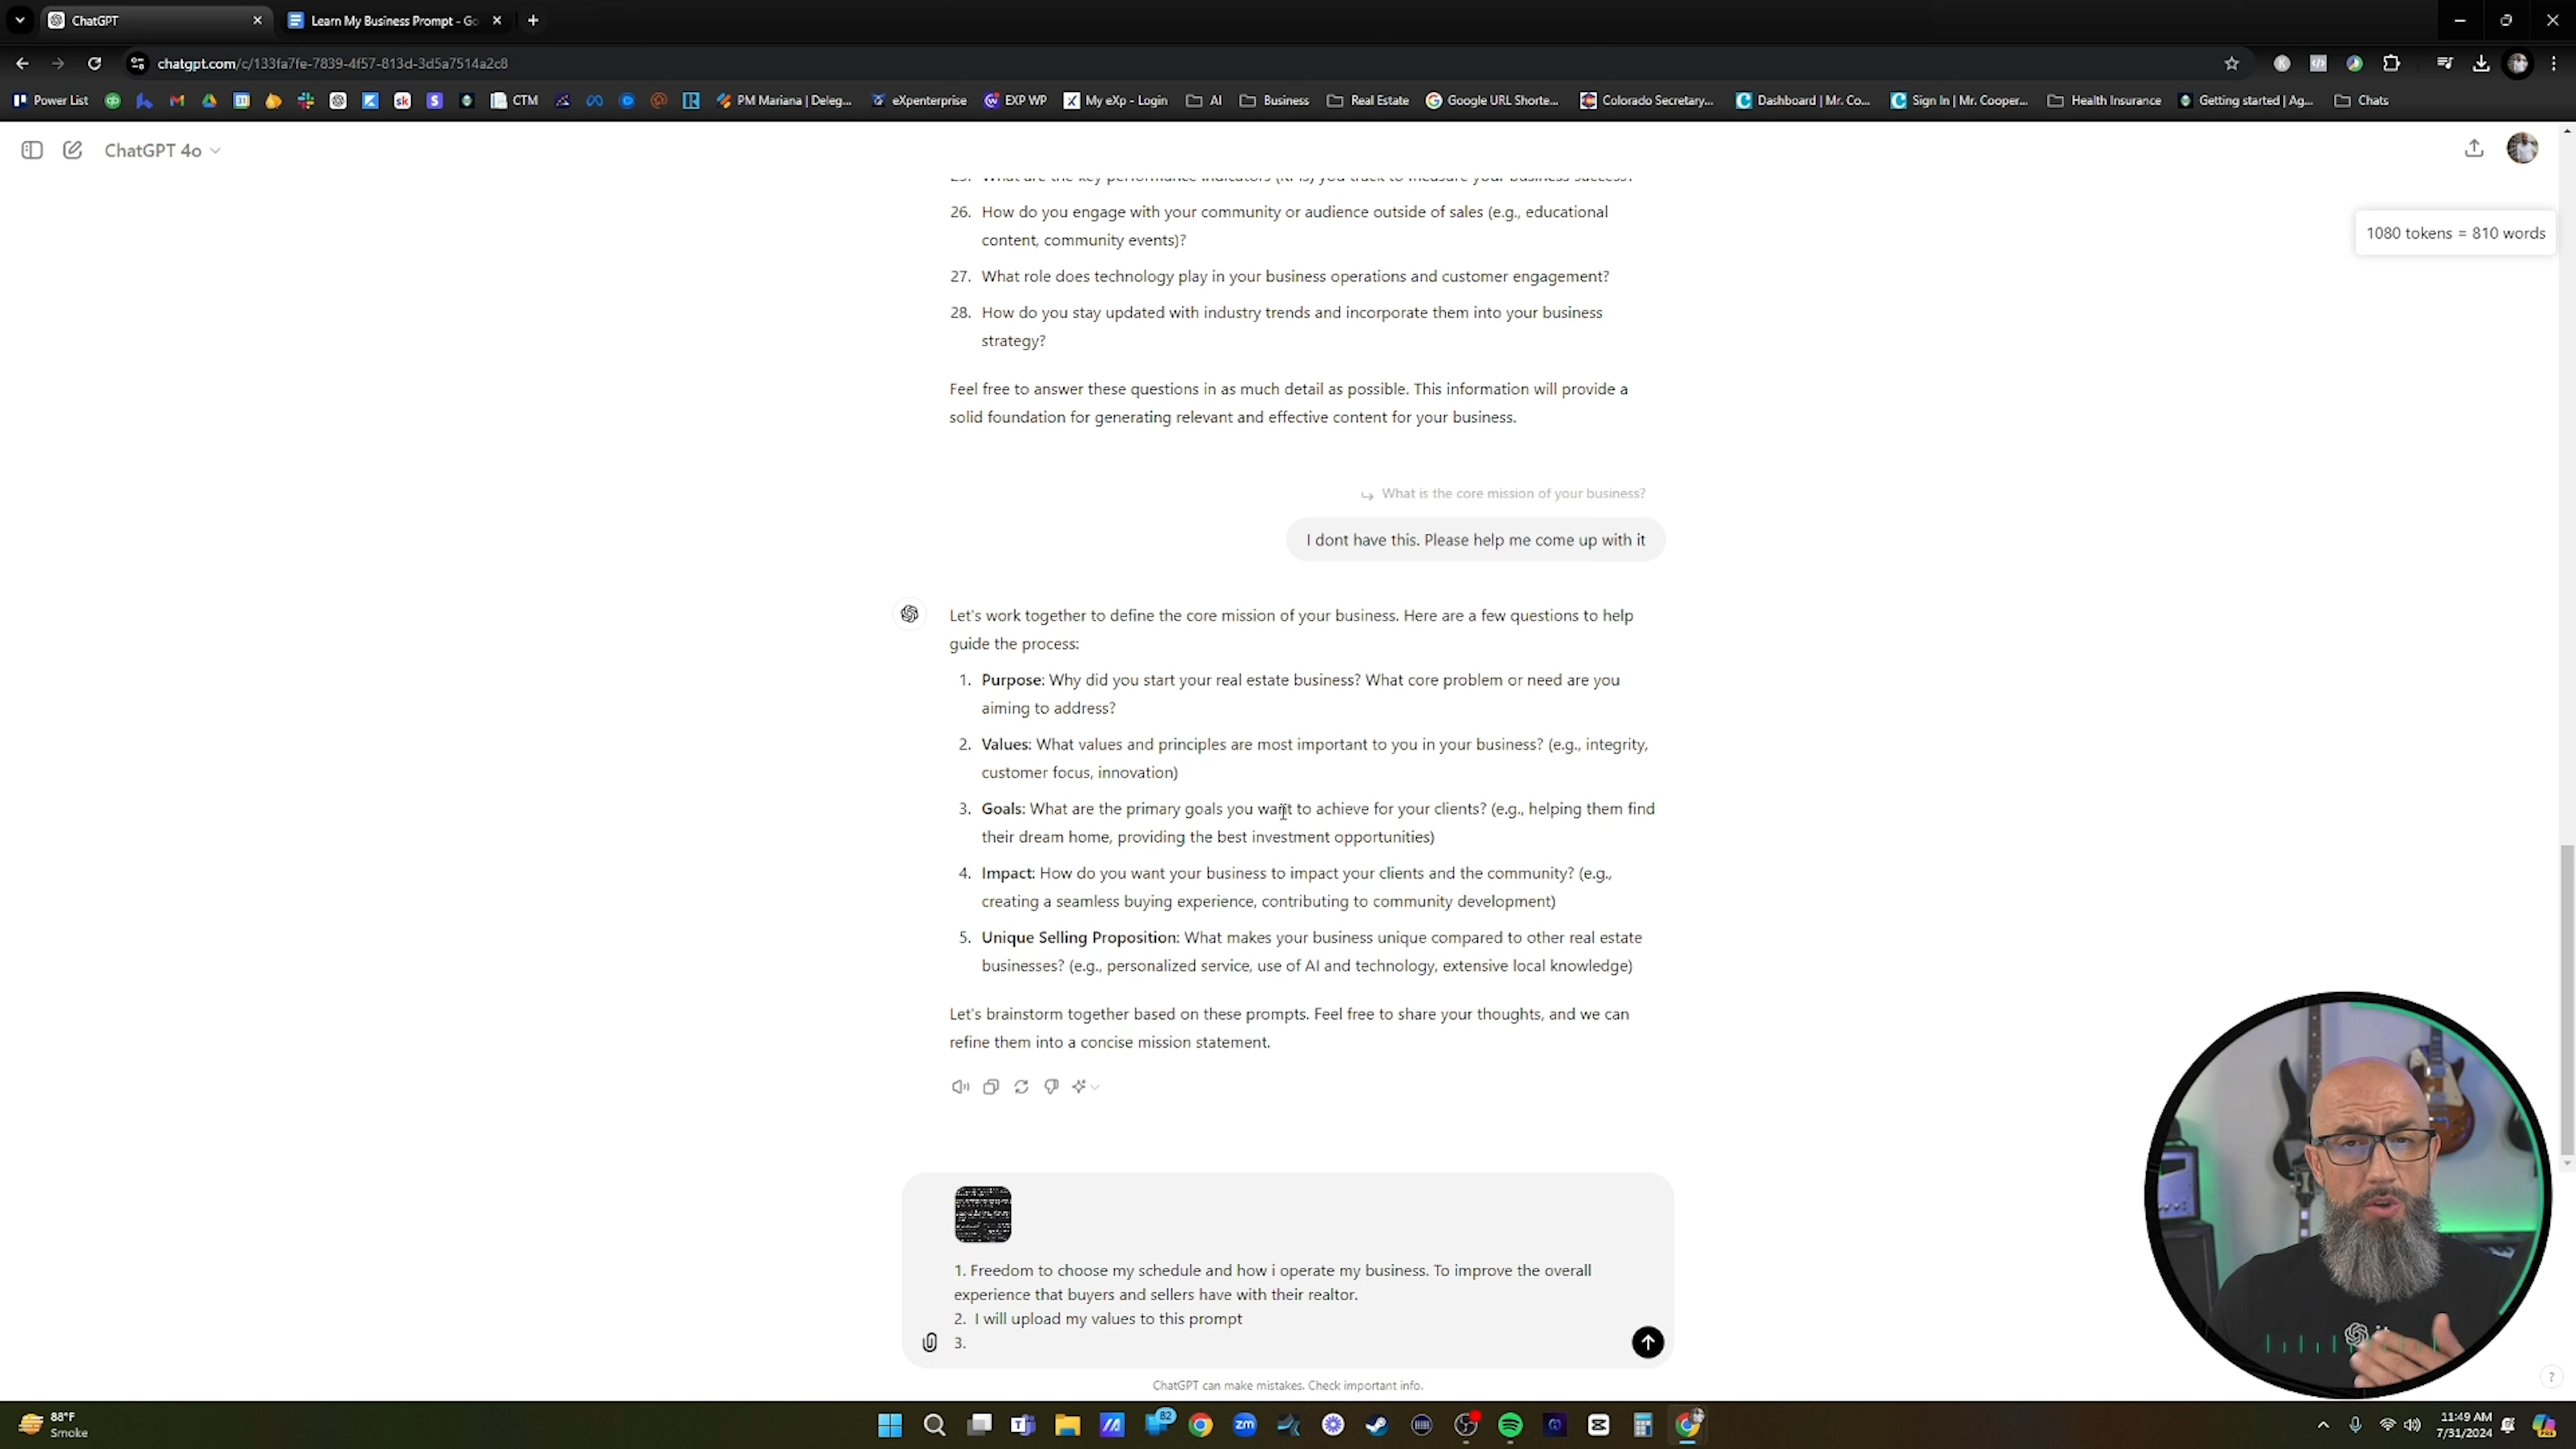 ChatGPT
Learn My Business Prompt - Go
chatgpt.com/c/133fa7fe-7839-4f57-813d-3d5a7514a2c8
Power List
CTM
PM Mariana | Deleg...
eXpenterprise
EXP WP
My eXp - Login
AI
Business
Real Estate
Google URL Shorte...
Colorado Secretary...
Dashboard | Mr. Co...
Sign In | Mr. Cooper...
Health Insurance
Getting started | Ag...
Chats
ChatGPT 4o
1080 tokens = 810 words
25. What are the key performance indicators (KPIs) you track to measure your business success?
26. How do you engage with your community or audience outside of sales (e.g., educational
content, community events)?
27. What role does technology play in your business operations and customer engagement?
28. How do you stay updated with industry trends and incorporate them into your business
strategy?
Feel free to answer these questions in as much detail as possible. This information will provide a
solid foundation for generating relevant and effective content for your business.
What is the core mission of your business?
I dont have this. Please help me come up with it
Let's work together to define the core mission of your business. Here are a few questions to help
guide the process:
1. Purpose: Why did you start your real estate business? What core problem or need are you
aiming to address?
2. Values: What values and principles are most important to you in your business? (e.g., integrity,
customer focus, innovation)
3. Goals: What are the primary goals you want to achieve for your clients? (e.g., helping them find
their dream home, providing the best investment opportunities)
4. Impact: How do you want your business to impact your clients and the community? (e.g.,
creating a seamless buying experience, contributing to community development)
5. Unique Selling Proposition: What makes your business unique compared to other real estate
businesses? (e.g., personalized service, use of AI and technology, extensive local knowledge)
Let's brainstorm together based on these prompts. Feel free to share your thoughts, and we can
refine them into a concise mission statement.
1. Freedom to choose my schedule and how i operate my business. To improve the overall
experience that buyers and sellers have with their realtor.
2. I will upload my values to this prompt
3.
ChatGPT can make mistakes. Check important info.
?
88°F
Smoke
82
zm
11:49 AM
7/31/2024